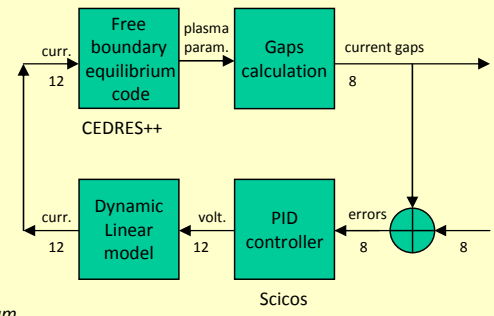 curr.
12
Free
boundary
equilibrium
code
CEDRES++
plasma
param.
Gaps
calculation
current gaps
8
curr.
12
Dynamic
Linear
model
volt.
12
PID
controller
Scicos
errors
8
8